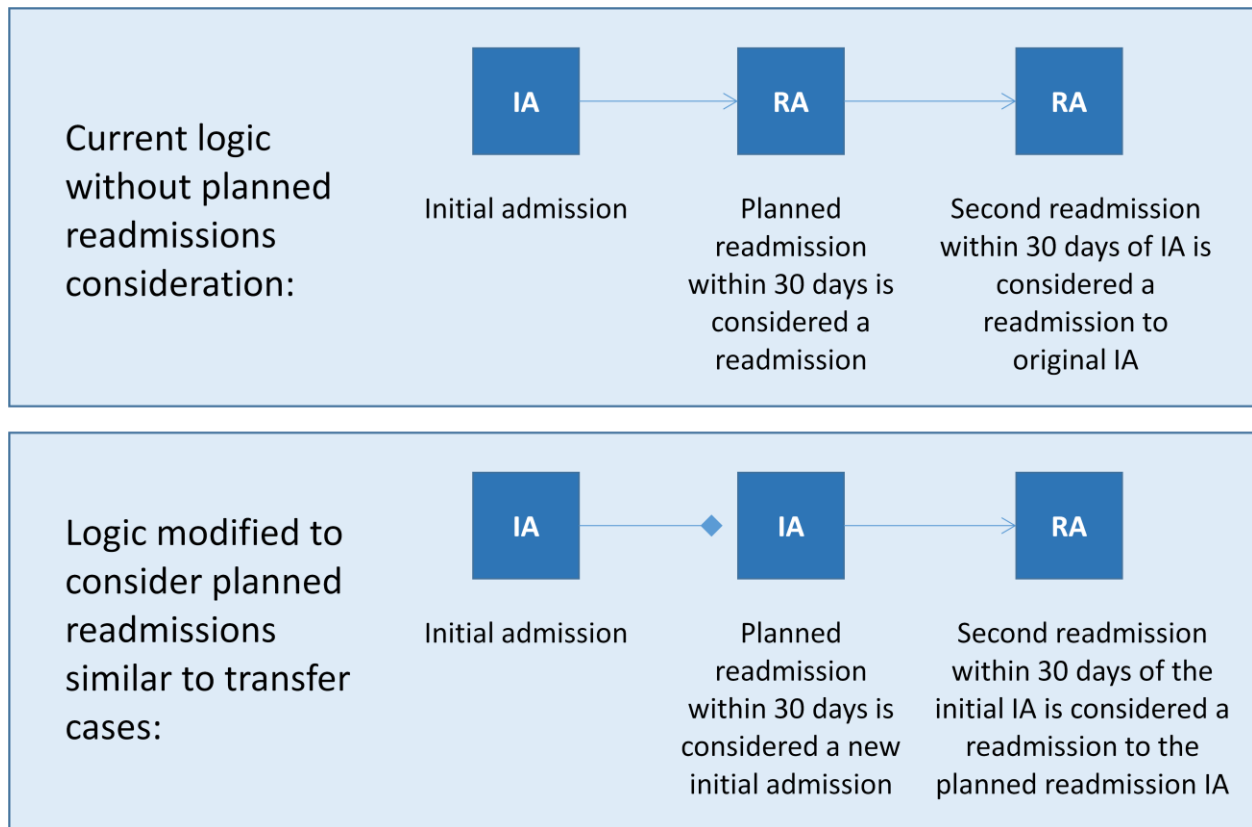 Current logic
without planned
readmissions
consideration:
IA
RA
RA
Initial admission
Planned
readmission
within 30 days is
considered a
readmission
Second readmission
within 30 days of IA is
considered a
readmission to
original IA
Logic modified to
consider planned
readmissions
similar to transfer
cases:
IA
IA
RA
Initial admission
Planned
readmission
within 30 days is
considered a new
initial admission
Second readmission
within 30 days of the
initial IA is considered a
readmission to the
planned readmission IA